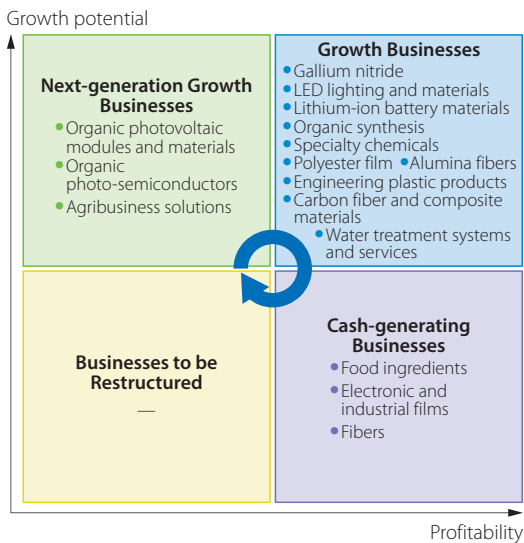 Growth potential
Next-generation Growth
Businesses
• Organic photovoltaic
modules and materials
• Organic
photo-semiconductors
• Agribusiness solutions
Growth Businesses
• Gallium nitride
• LED lighting and materials
• Lithium-ion battery materials
• Organic synthesis
• Specialty chemicals
• Polyester film • Alumina fibers
• Engineering plastic products
• Carbon fiber and composite
materials
• Water treatment systems
and services
Businesses to be
Restructured
—
Cash-generating
Businesses
• Food ingredients
• Electronic and
industrial films
• Fibers
Profitability